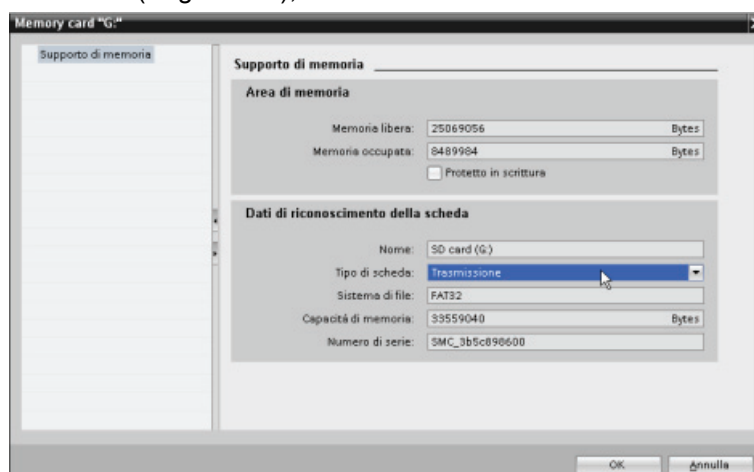 Memory card "G:"
Supporto di memoria
Supporto di memoria
Area di memoria
Memoria libera: 25069056 Bytes
Memoria occupata: 8489984 Bytes
Protetto in scrittura
Dati di riconoscimento della scheda
Nome: SD card (G:)
Tipo di scheda: Trasmissione
Sistema di file: FAT32
Capacità di memoria: 33559040 Bytes
Numero di serie: SMC_3b5c898600
OK Annulla